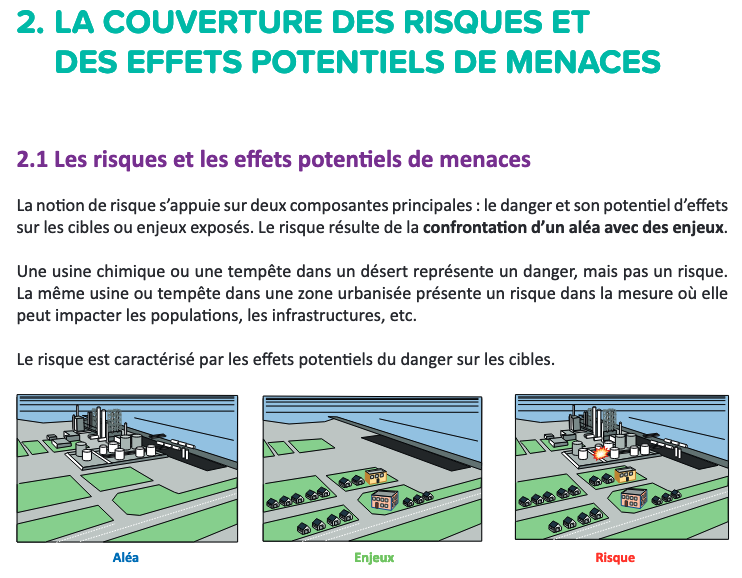 2. LA COUVERTURE DES RISQUES ET
DES EFFETS POTENTIELS DE MENACES
2.1 Les risques et les effets potentiels de menaces
La notion de risque s’appuie sur deux composantes principales : le danger et son potentiel d’effets
sur les cibles ou enjeux exposés. Le risque résulte de la confrontation d’un aléa avec des enjeux.
Une usine chimique ou une tempête dans un désert représente un danger, mais pas un risque.
La même usine ou tempête dans une zone urbanisée présente un risque dans la mesure où elle
peut impacter les populations, les infrastructures, etc.
Le risque est caractérisé par les effets potentiels du danger sur les cibles.
Aléa
Enjeux
Risque